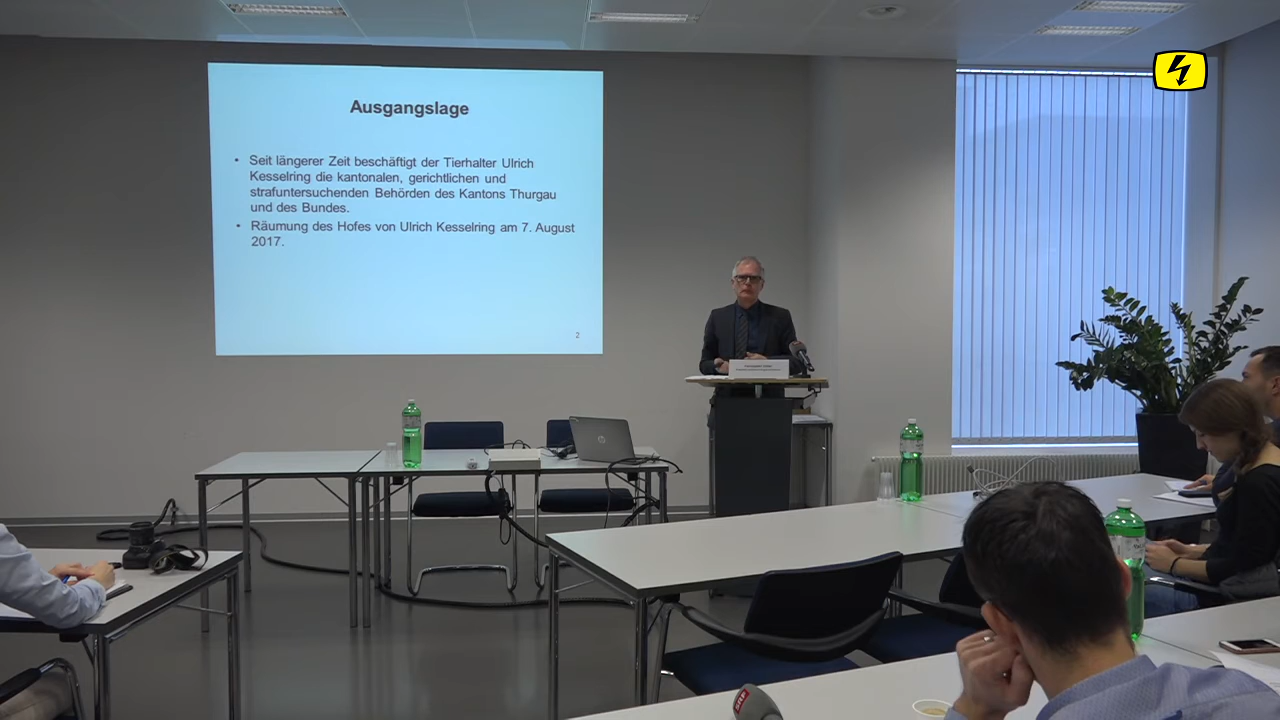 Ausgangslage
• Seit längerer Zeit beschäftigt der Tierhalter Ulrich
Kesselring die kantonalen, gerichtlichen und
strafuntersuchenden Behörden des Kantons Thurgau
und des Bundes.
• Räumung des Hofes von Ulrich Kesselring am 7. August
2017.
2
hp